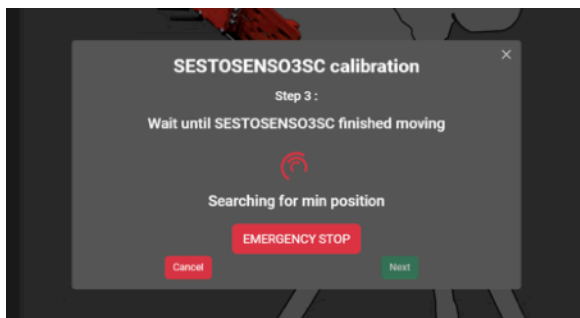 SESTOSENSO3SC calibration
×
Step 3 :
Wait until SESTOSENSO3SC finished moving
Searching for min position
EMERGENCY STOP
Cancel
Next